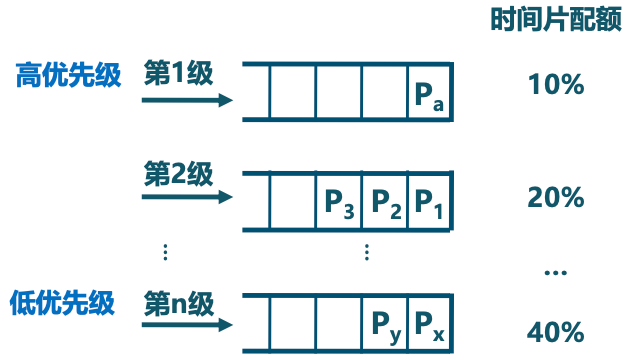 时间片配额
高优先级 第1级 Pa 10%
第2级 P3 P2 P1 20%
⋮ ⋮ ...
低优先级 第n级 Py Px 40%